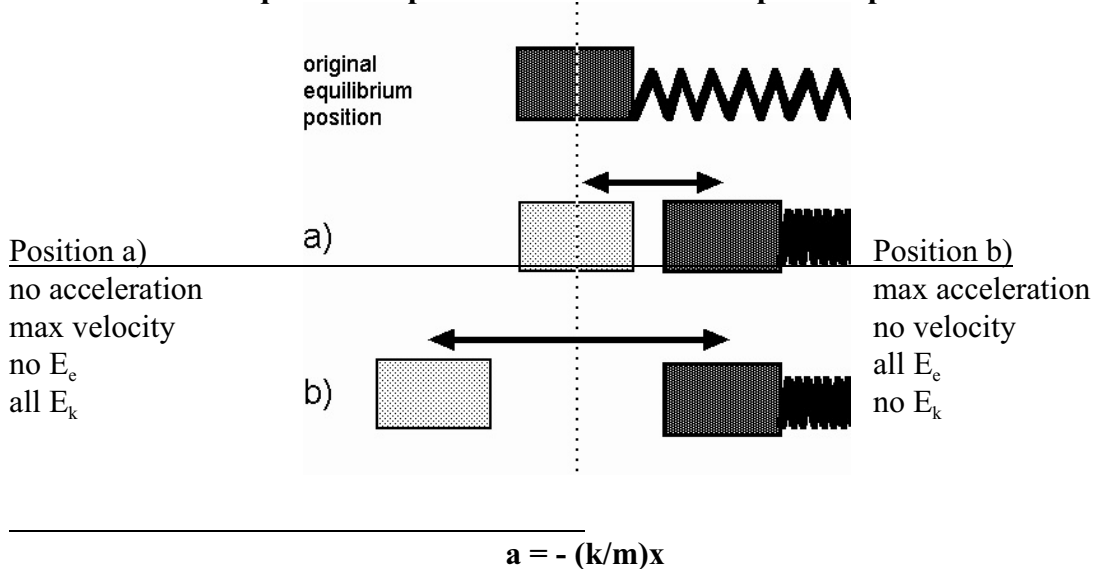 original
equilibrium
position
a)
Position a)
no acceleration
max velocity
no Eₑ
all Eₖ
Position b)
max acceleration
no velocity
all Eₑ
no Eₖ
b)
a = - (k/m)x